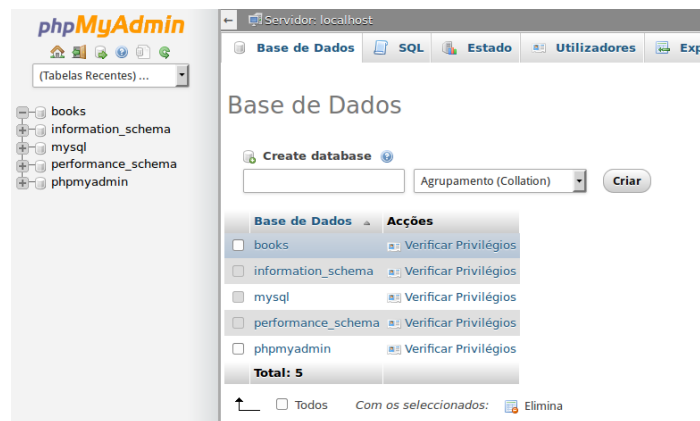 phpMyAdmin
(Tabelas Recentes) ...
books
information_schema
mysql
performance_schema
phpmyadmin
Servidor: localhost
Base de Dados SQL Estado Utilizadores Exp
Base de Dados
Create database
Agrupamento (Collation) Criar
Base de Dados Acções
books Verificar Privilégios
information_schema Verificar Privilégios
mysql Verificar Privilégios
performance_schema Verificar Privilégios
phpmyadmin Verificar Privilégios
Total: 5
Todos Com os seleccionados: Elimina